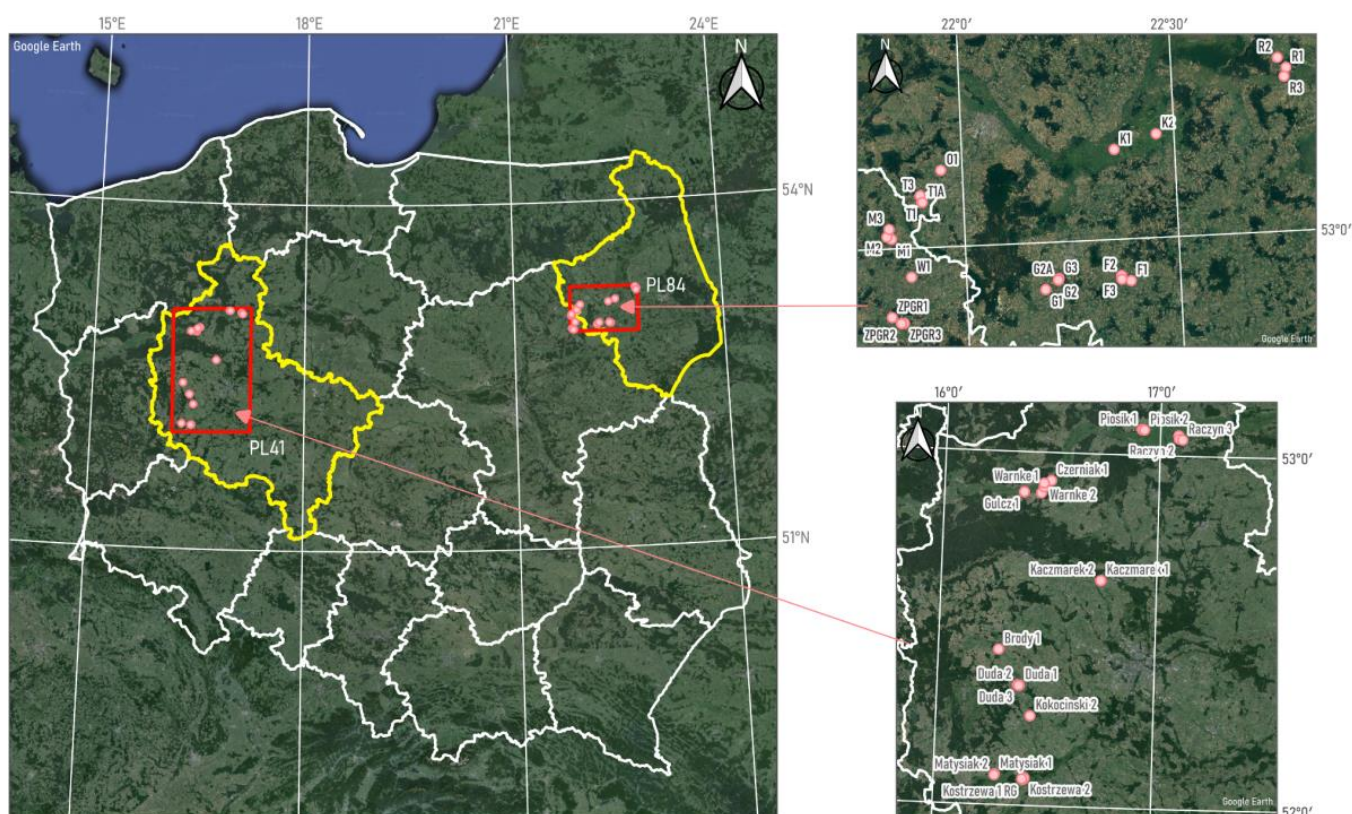 15°E 18°E 21°E 24°E
Google Earth
N
54°N
PL84
PL41
51°N
22°0′ 22°30′
N
R2
R1
R3
K2
K1
O1
T3
T1A
T1
M3
M2
M1
53°0′
W1
G2A
G3
G1
G2
F2
F1
F3
ZPGR1
ZPGR2
ZPGR3
Google Earth
16°0′ 17°0′
N
Piosik 1
Piosik 2
Raczyn 3
Raczyn 2
53°0′
Czerniak 1
Warnke 1
Warnke 2
Gulcz 1
Kaczmarek 2
Kaczmarek 1
Brody 1
Duda 2
Duda 1
Duda 3
Kokocinski 2
Matysiak 2
Matysiak 1
Kostrzewa 1 RG
Kostrzewa 2
Google Earth
52°0′